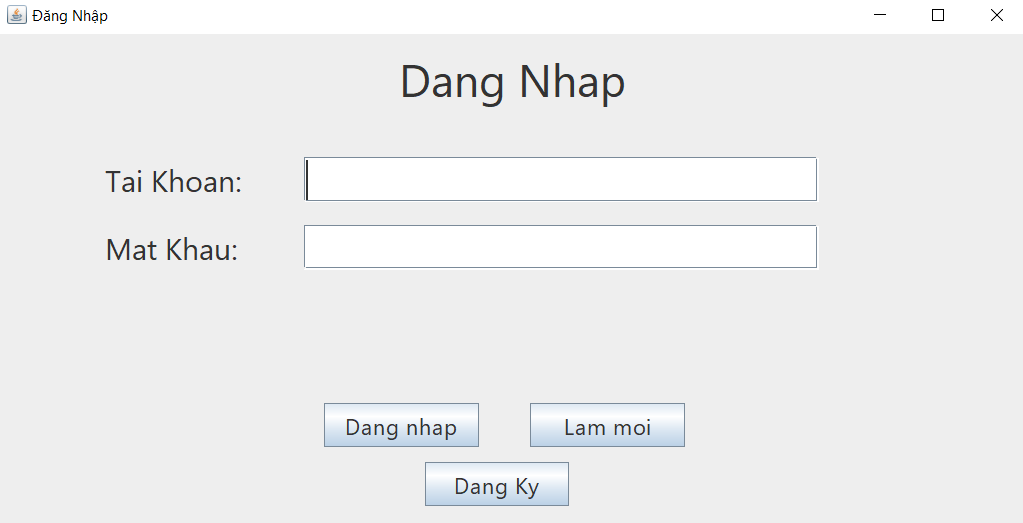 Đăng Nhập
Dang Nhap
Tai Khoan:
Mat Khau:
Dang nhap Lam moi
Dang Ky